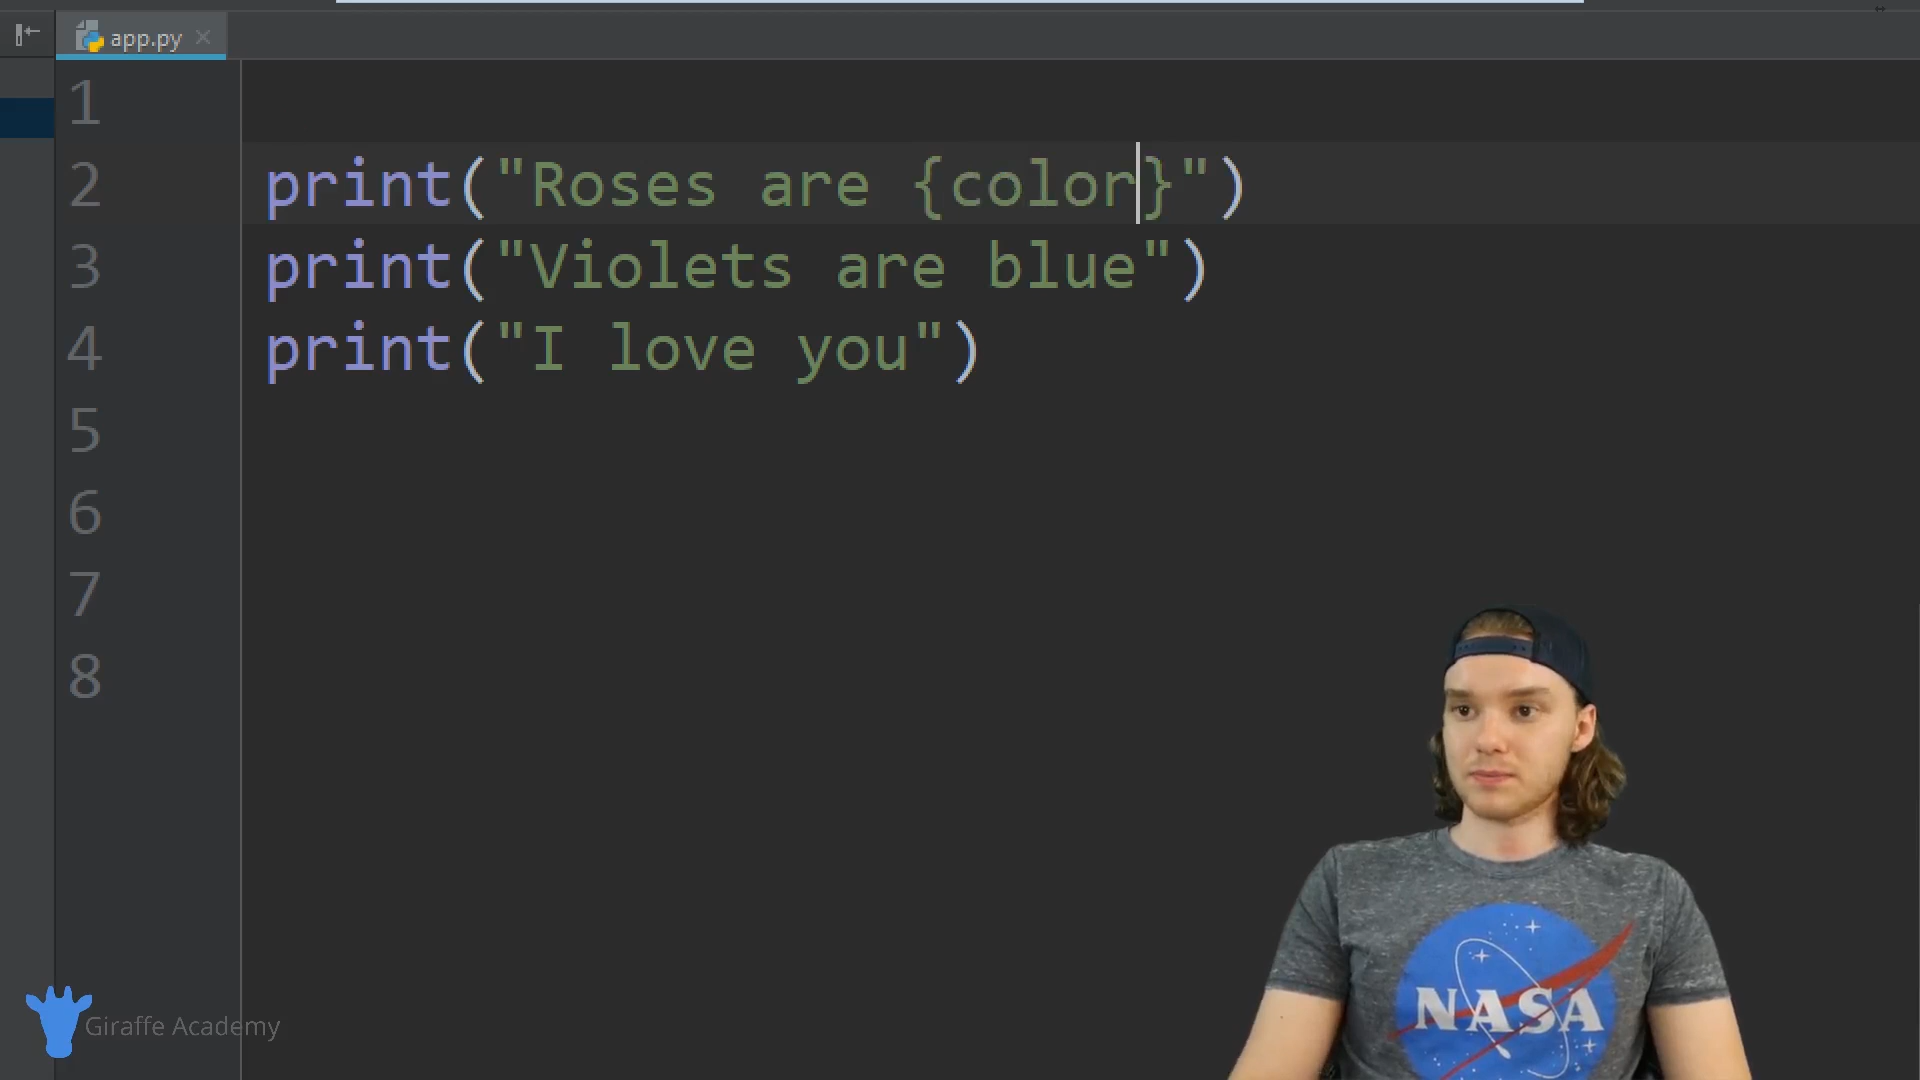 app.py
1
2 print("Roses are {color}")
3 print("Violets are blue")
4 print("I love you")
5
6
7
8
NASA
Giraffe Academy